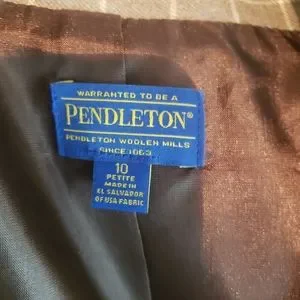 WARRANTED TO BE A
PENDLETON®
PENDLETON WOOLEN MILLS
SINCE 1863
10
PETITE
MADE IN
EL SALVADOR
OF USA FABRIC